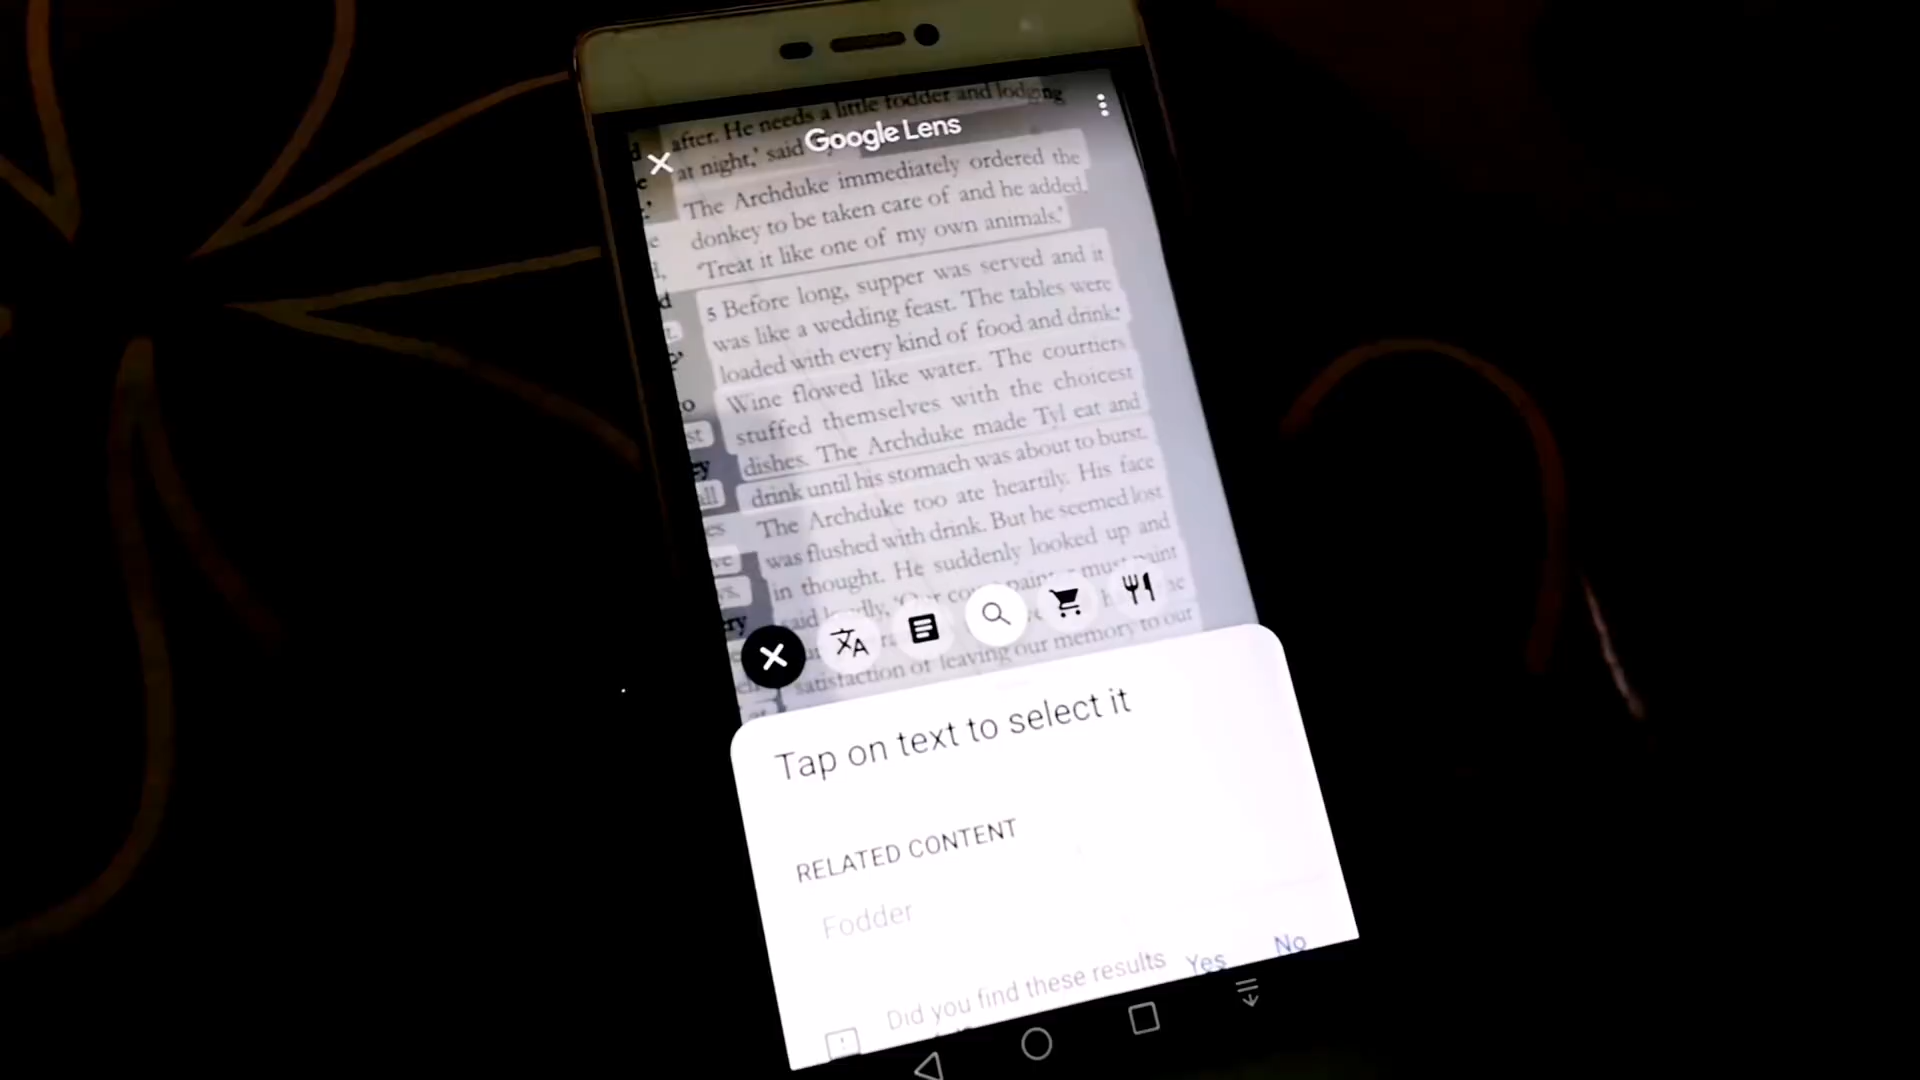 after. He needs a little fodder and lodging
Google Lens
at night,' said
The Archduke immediately ordered the
donkey to be taken care of and he added,
'Treat it like one of my own animals.'
5 Before long, supper was served and it
was like a wedding feast. The tables were
loaded with every kind of food and drink.
Wine flowed like water. The courtiers
stuffed themselves with the choicest
dishes. The Archduke made Tyl eat and
drink until his stomach was about to burst.
The Archduke too ate heartily. His face
was flushed with drink. But he seemed lost
in thought. He suddenly looked up and
said must paint
satisfaction of leaving our memory to our
Tap on text to select it
RELATED CONTENT
Fodder
Did you find these results
Yes
No